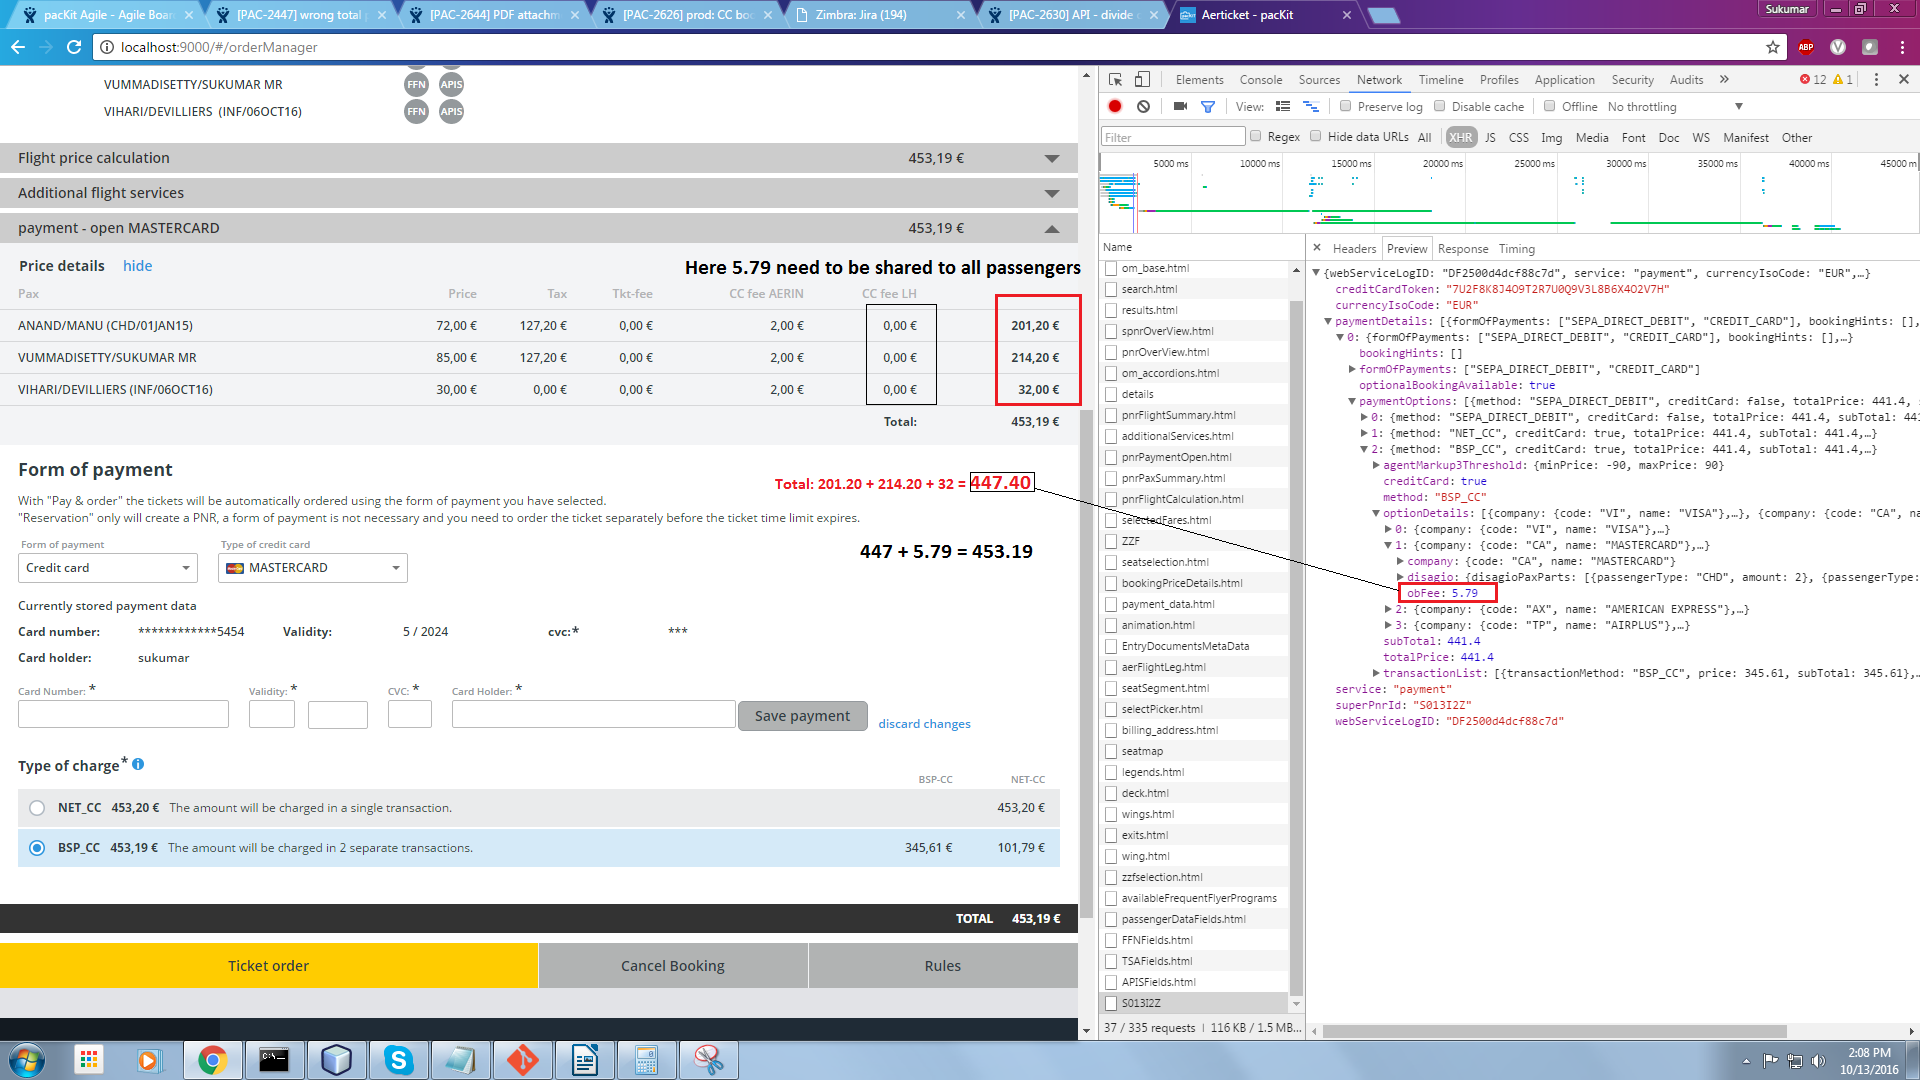 pacKit Agile - Agile Boar
[PAC-2447] wrong total p
[PAC-2644] PDF attachm
[PAC-2626] prod: CC boo
Zimbra: Jira (194)
[PAC-2630] API - divide o
Aerticket - pacKit
Sukumar
localhost:9000/#/orderManager
ABP
VUMMADISETTY/SUKUMAR MR FFN APIS
VIHARI/DEVILLIERS (INF/06OCT16) FFN APIS
Flight price calculation 453,19 €
Additional flight services
payment - open MASTERCARD 453,19 €
Price details hide
Here 5.79 need to be shared to all passengers
Pax Price Tax Tkt-fee CC fee AERIN CC fee LH
ANAND/MANU (CHD/01JAN15) 72,00 € 127,20 € 0,00 € 2,00 € 0,00 € 201,20 €
VUMMADISETTY/SUKUMAR MR 85,00 € 127,20 € 0,00 € 2,00 € 0,00 € 214,20 €
VIHARI/DEVILLIERS (INF/06OCT16) 30,00 € 0,00 € 0,00 € 2,00 € 0,00 € 32,00 €
Total: 453,19 €
Form of payment
Total: 201.20 + 214.20 + 32 = 447.40
With "Pay & order" the tickets will be automatically ordered using the form of payment you have selected.
"Reservation" only will create a PNR, a form of payment is not necessary and you need to order the ticket separately before the ticket time limit expires.
447 + 5.79 = 453.19
Form of payment Type of credit card
Credit card MASTERCARD
Currently stored payment data
Card number: ************5454 Validity: 5 / 2024 cvc:* ***
Card holder: sukumar
Card Number: * Validity: * CVC: * Card Holder: *
Save payment discard changes
Type of charge*
BSP-CC NET-CC
NET_CC 453,20 € The amount will be charged in a single transaction. 453,20 €
BSP_CC 453,19 € The amount will be charged in 2 separate transactions. 345,61 € 101,79 €
TOTAL 453,19 €
Ticket order Cancel Booking Rules
Elements Console Sources Network Timeline Profiles Application Security Audits » 12 1
View: Preserve log Disable cache Offline No throttling
Filter Regex Hide data URLs All XHR JS CSS Img Media Font Doc WS Manifest Other
5000 ms 10000 ms 15000 ms 20000 ms 25000 ms 30000 ms 35000 ms 40000 ms 45000 m
Name
om_base.html
search.html
results.html
spnrOverView.html
pnrOverView.html
om_accordions.html
details
pnrFlightSummary.html
additionalServices.html
pnrPaymentOpen.html
pnrPaxSummary.html
pnrFlightCalculation.html
selectedFares.html
ZZF
seatselection.html
bookingPriceDetails.html
payment_data.html
animation.html
EntryDocumentsMetaData
aerFlightLeg.html
seatSegment.html
selectPicker.html
billing_address.html
seatmap
legends.html
deck.html
wings.html
exits.html
wing.html
zzfselection.html
availableFrequentFlyerPrograms
passengerDataFields.html
FFNFields.html
TSAFields.html
APISFields.html
S013I2Z
37 / 335 requests | 116 KB / 1.5 MB...
× Headers Preview Response Timing
{webServiceLogID: "DF2500d4dcf88c7d", service: "payment", currencyIsoCode: "EUR",…}
creditCardToken: "7U2F8K8J4O9T2R7U0Q9V3L8B6X4O2V7H"
currencyIsoCode: "EUR"
paymentDetails: [{formOfPayments: ["SEPA_DIRECT_DEBIT", "CREDIT_CARD"], bookingHints: [],
0: {formOfPayments: ["SEPA_DIRECT_DEBIT", "CREDIT_CARD"], bookingHints: [],…}
bookingHints: []
formOfPayments: ["SEPA_DIRECT_DEBIT", "CREDIT_CARD"]
optionalBookingAvailable: true
paymentOptions: [{method: "SEPA_DIRECT_DEBIT", creditCard: false, totalPrice: 441.4, s
0: {method: "SEPA_DIRECT_DEBIT", creditCard: false, totalPrice: 441.4, subTotal: 441
1: {method: "NET_CC", creditCard: true, totalPrice: 441.4, subTotal: 441.4,…}
2: {method: "BSP_CC", creditCard: true, totalPrice: 441.4, subTotal: 441.4,…}
agentMarkup3Threshold: {minPrice: -90, maxPrice: 90}
creditCard: true
method: "BSP_CC"
optionDetails: [{company: {code: "VI", name: "VISA"},…}, {company: {code: "CA", na
0: {company: {code: "VI", name: "VISA"},…}
1: {company: {code: "CA", name: "MASTERCARD"},…}
company: {code: "CA", name: "MASTERCARD"}
disagio: {disagioPaxParts: [{passengerType: "CHD", amount: 2}, {passengerType:
obFee: 5.79
2: {company: {code: "AX", name: "AMERICAN EXPRESS"},…}
3: {company: {code: "TP", name: "AIRPLUS"},…}
subTotal: 441.4
totalPrice: 441.4
transactionList: [{transactionMethod: "BSP_CC", price: 345.61, subTotal: 345.61},…
service: "payment"
superPnrId: "S013I2Z"
webServiceLogID: "DF2500d4dcf88c7d"
2:08 PM
10/13/2016